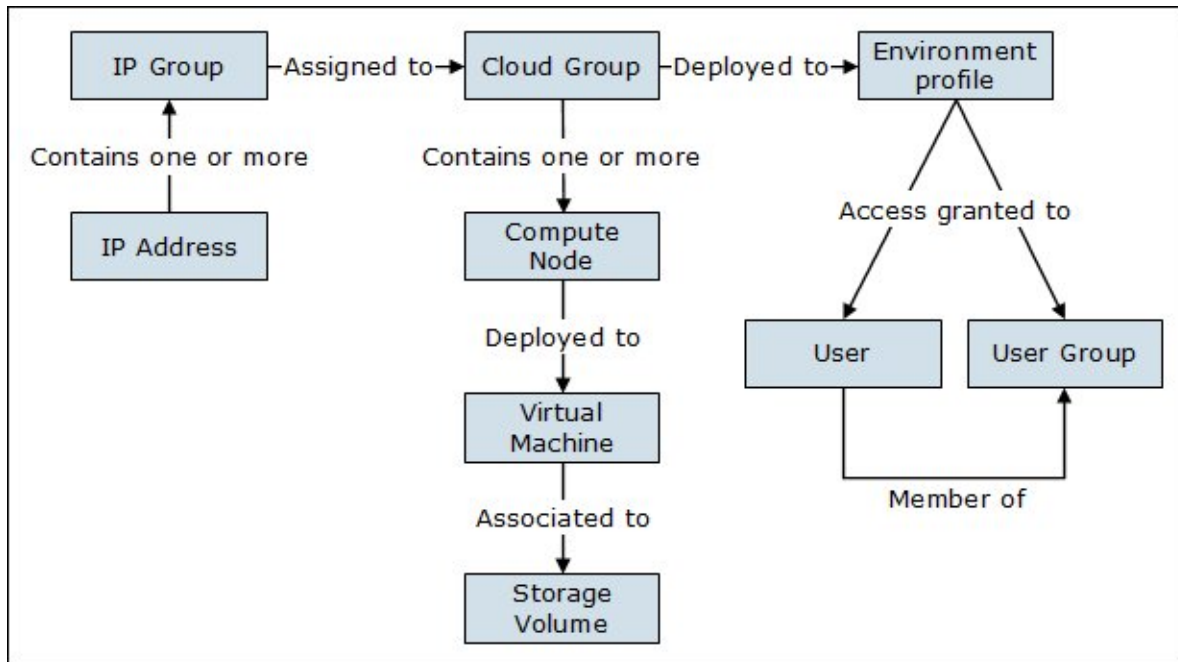 IP Group
Assigned to
Cloud Group
Deployed to
Environment
profile
Contains one or more
Contains one or more
Access granted to
IP Address
Compute
Node
Deployed to
User
User Group
Virtual
Machine
Member of
Associated to
Storage
Volume